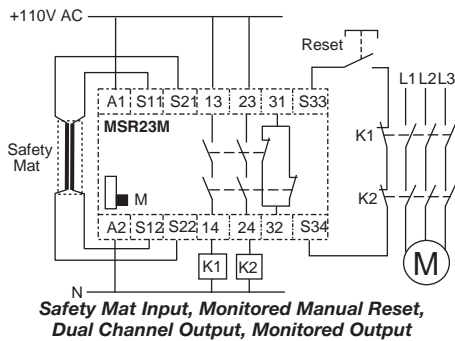 +110V AC
Reset
L1 L2 L3
A1 S11 S21 13 23 31 S33
MSR23M
K1
Safety
Mat
M
K2
A2 S12 S22 14 24 32 S34
K1 K2
M
N
Safety Mat Input, Monitored Manual Reset,
Dual Channel Output, Monitored Output